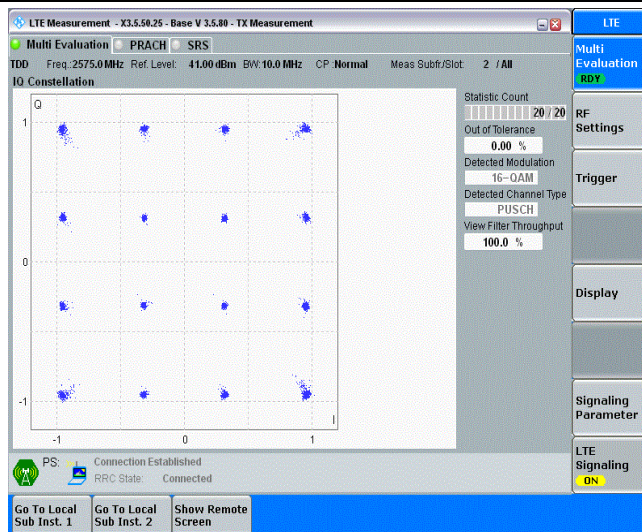 LTE Measurement - X3.5.50.25 - Base V 3.5.80 - TX Measurement
LTE
Multi Evaluation PRACH SRS
Multi
Evaluation
RDY
TDD Freq.:2575.0 MHz Ref. Level: 41.00 dBm BW:10.0 MHz CP :Normal Meas Subfr./Slot: 2 / All
IQ Constellation
Q
1
0
-1
-1 0 1
I
Statistic Count
20 / 20
Out of Tolerance
0.00 %
Detected Modulation
16-QAM
Detected Channel Type
PUSCH
View Filter Throughput
100.0 %
RF
Settings
Trigger
Display
Signaling
Parameter
LTE
Signaling
ON
PS: Connection Established
RRC State: Connected
Go To Local
Sub Inst. 1
Go To Local
Sub Inst. 2
Show Remote
Screen